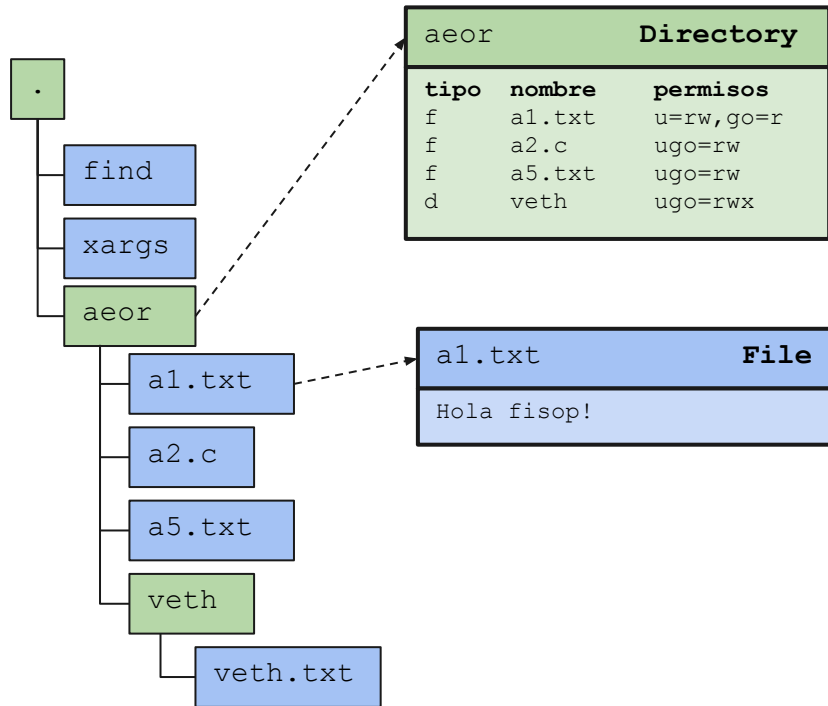 .
find
xargs
aeor
a1.txt
a2.c
a5.txt
veth
veth.txt
aeor Directory
tipo nombre permisos
f a1.txt u=rw,go=r
f a2.c ugo=rw
f a5.txt ugo=rw
d veth ugo=rwx
a1.txt File
Hola fisop!